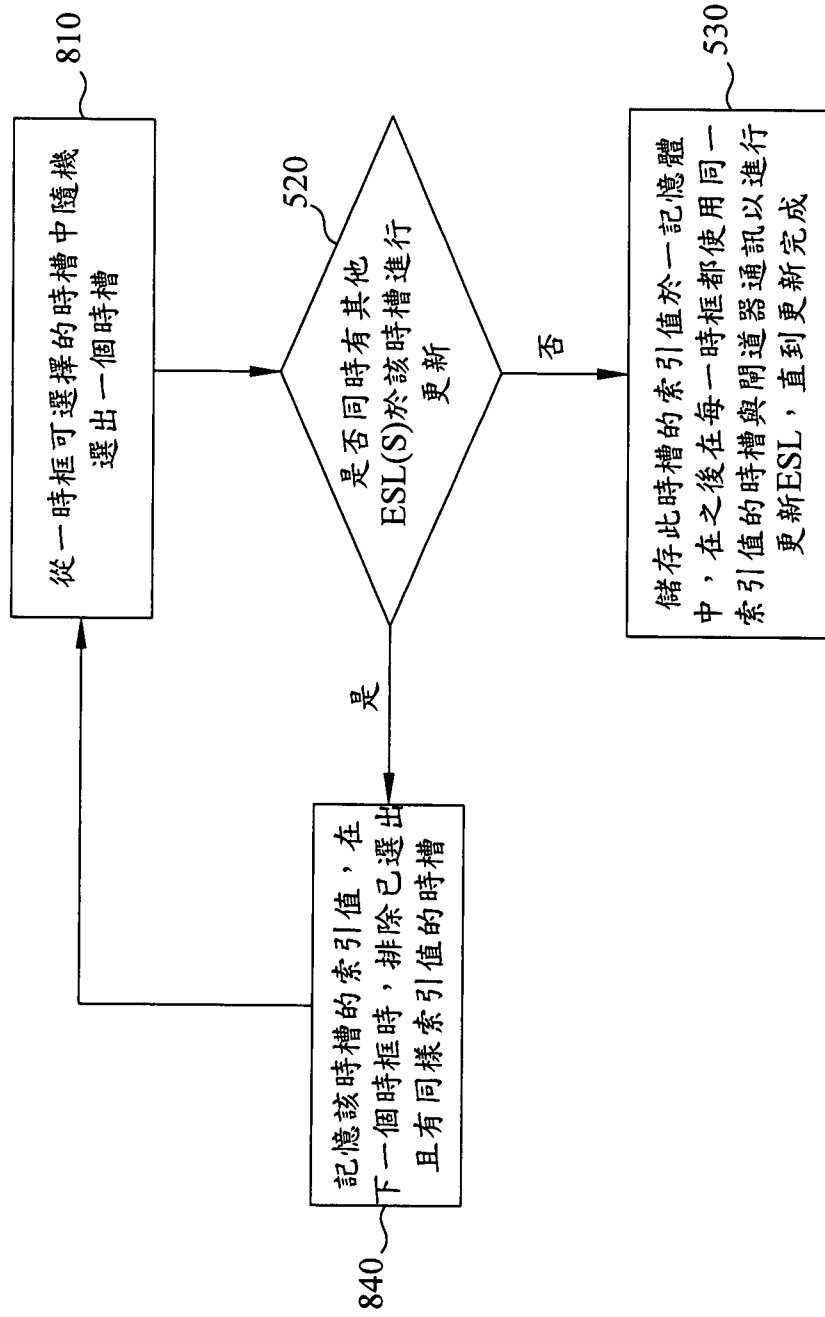 810
從一時框可選擇的時槽中隨機
選出一個時槽
520
是否同時有其他
ESL(S)於該時槽進行
更新
是
否
840
記憶該時槽的索引值，在
下一個時框時，排除已選出
且有同樣索引值的時槽
530
儲存此時槽的索引值於一記憶體
中，在之後在每一時框都使用同一
索引值的時槽與閘道器通訊以進行
更新ESL，直到更新完成